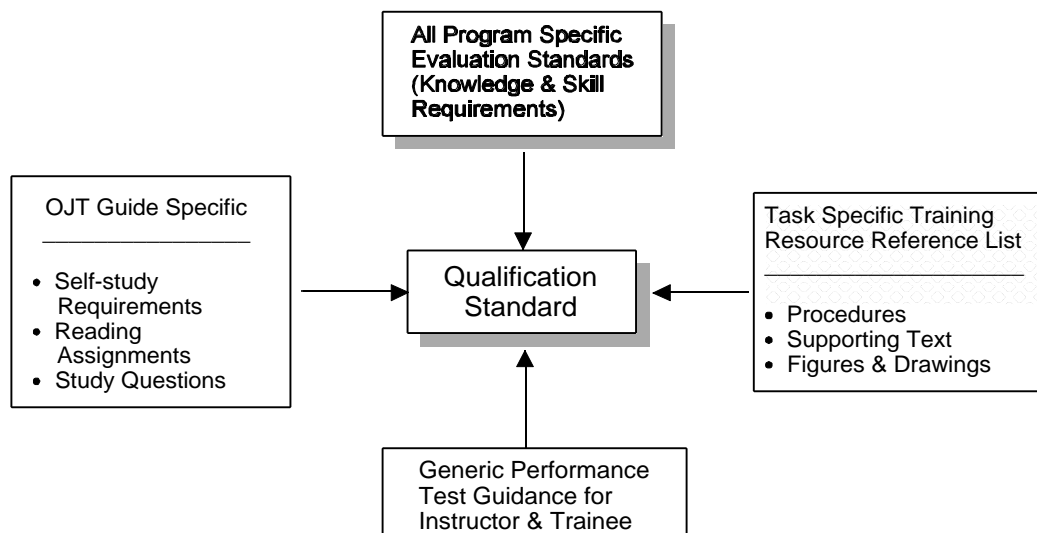 All Program Specific
Evaluation Standards
(Knowledge & Skill
Requirements)
OJT Guide Specific
• Self-study
Requirements
• Reading
Assignments
• Study Questions
Qualification
Standard
Task Specific Training
Resource Reference List
• Procedures
• Supporting Text
• Figures & Drawings
Generic Performance
Test Guidance for
Instructor & Trainee